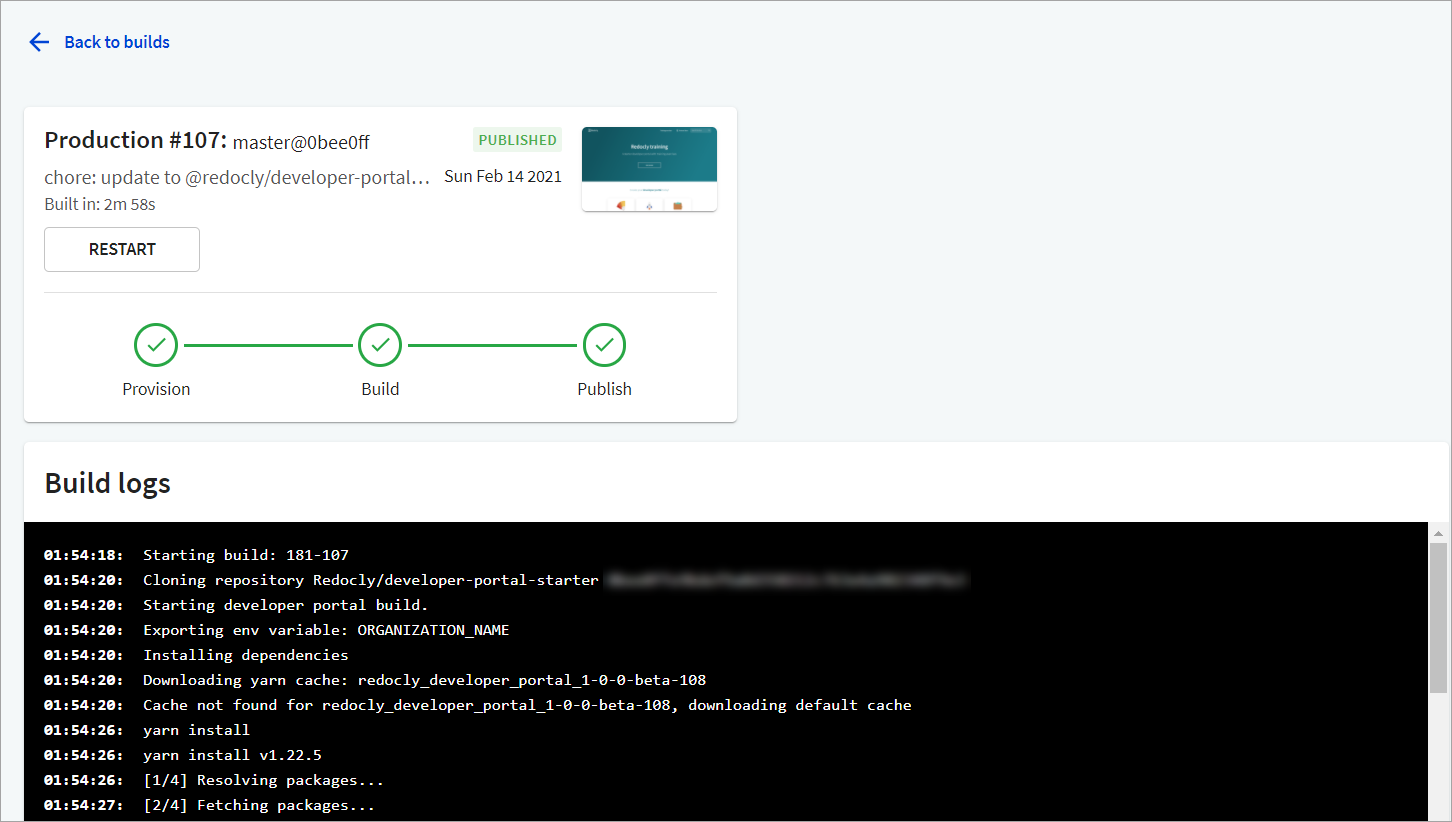 Back to builds
Production #107: master@0bee0ff
PUBLISHED
chore: update to @redocly/developer-portal...
Sun Feb 14 2021
Built in: 2m 58s
Redocly training
RESTART
Provision
Build
Publish
Build logs
01:54:18: Starting build: 181-107
01:54:20: Cloning repository Redocly/developer-portal-starter
01:54:20: Starting developer portal build.
01:54:20: Exporting env variable: ORGANIZATION_NAME
01:54:20: Installing dependencies
01:54:20: Downloading yarn cache: redocly_developer_portal_1-0-0-beta-108
01:54:20: Cache not found for redocly_developer_portal_1-0-0-beta-108, downloading default cache
01:54:26: yarn install
01:54:26: yarn install v1.22.5
01:54:26: [1/4] Resolving packages...
01:54:27: [2/4] Fetching packages...